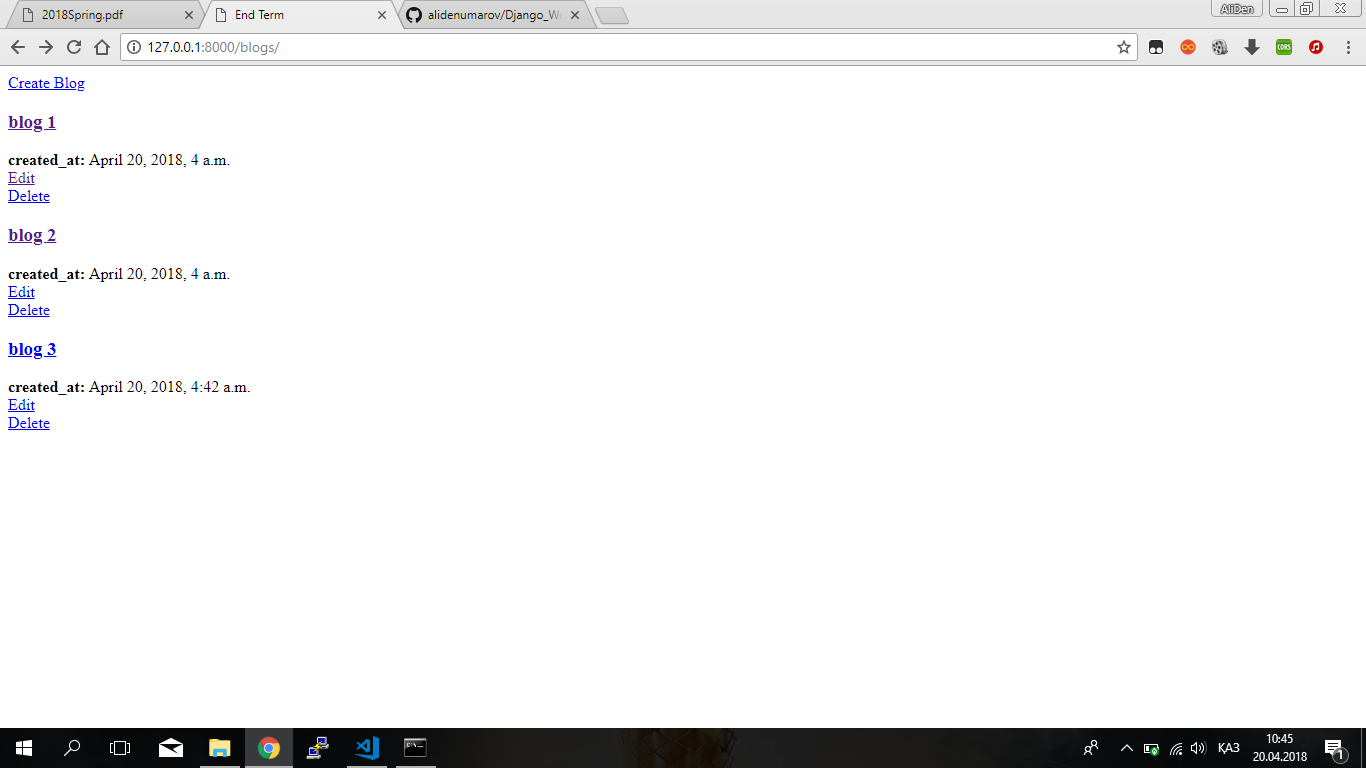 2018Spring.pdf
End Term
alidenumarov/Django_W
AliDen
127.0.0.1:8000/blogs/
CORS
Create Blog
blog 1
created_at: April 20, 2018, 4 a.m.
Edit
Delete
blog 2
created_at: April 20, 2018, 4 a.m.
Edit
Delete
blog 3
created_at: April 20, 2018, 4:42 a.m.
Edit
Delete
ҚАЗ
10:45
20.04.2018
1